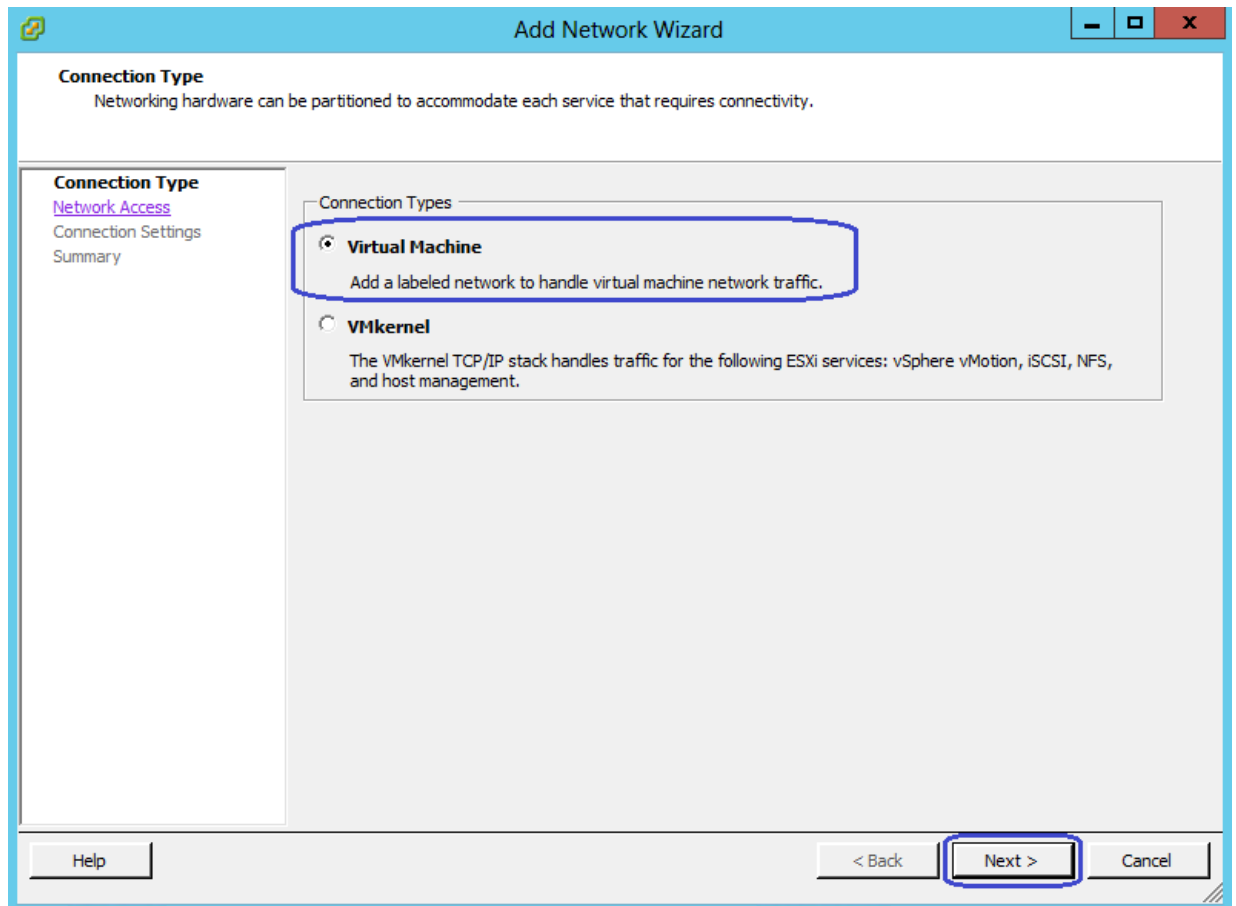 Add Network Wizard
Connection Type
Networking hardware can be partitioned to accommodate each service that requires connectivity.
Connection Type
Network Access
Connection Settings
Summary
Connection Types
Virtual Machine
Add a labeled network to handle virtual machine network traffic.
VMkernel
The VMkernel TCP/IP stack handles traffic for the following ESXi services: vSphere vMotion, iSCSI, NFS,
and host management.
Help
< Back
Next >
Cancel